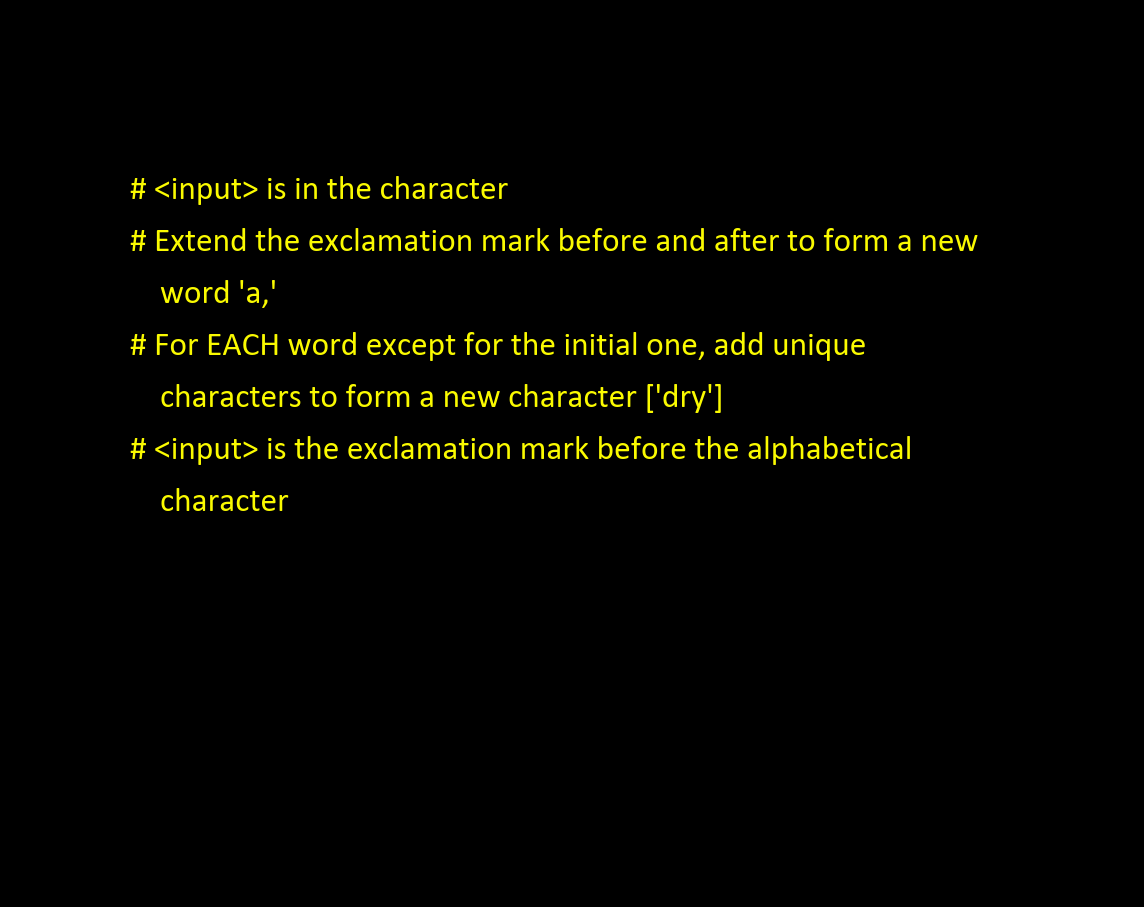 # <input> is in the character
# Extend the exclamation mark before and after to form a new
word 'a,'
# For EACH word except for the initial one, add unique
characters to form a new character ['dry']
# <input> is the exclamation mark before the alphabetical
character